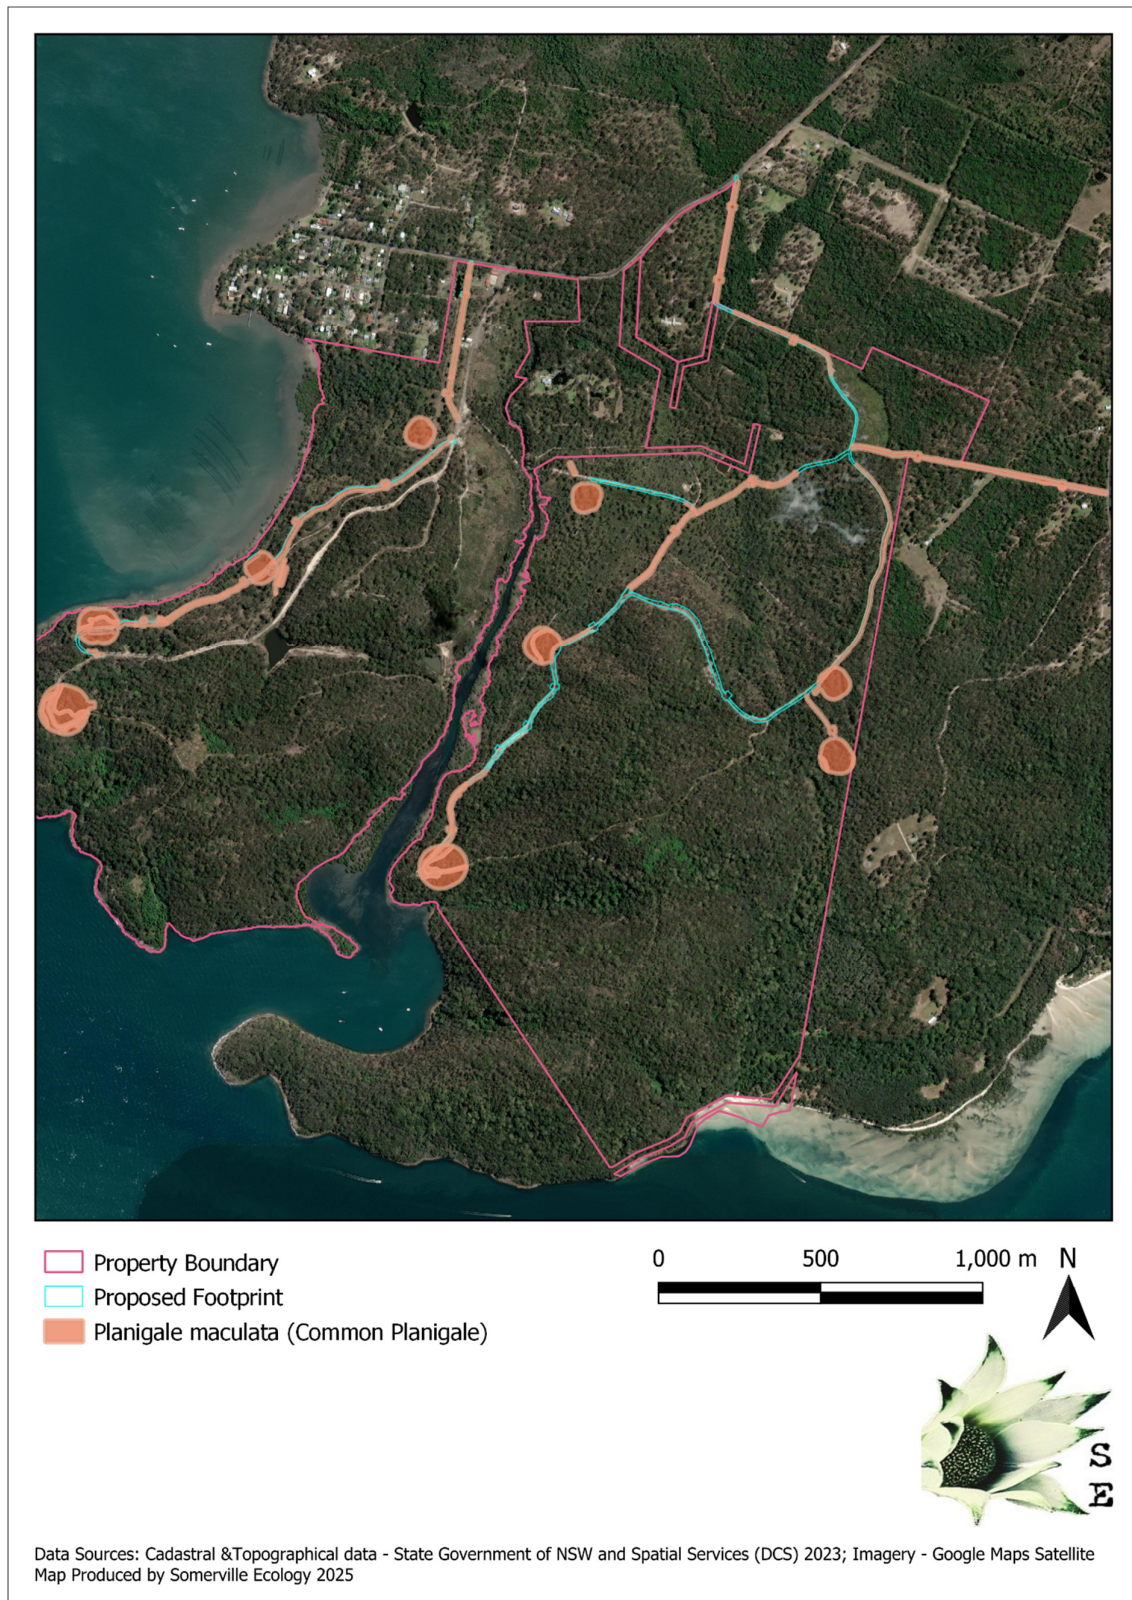 Property Boundary
Proposed Footprint
Planigale maculata (Common Planigale)
0 500 1,000 m N
S
E
Data Sources: Cadastral &Topographical data - State Government of NSW and Spatial Services (DCS) 2023; Imagery - Google Maps Satellite
Map Produced by Somerville Ecology 2025